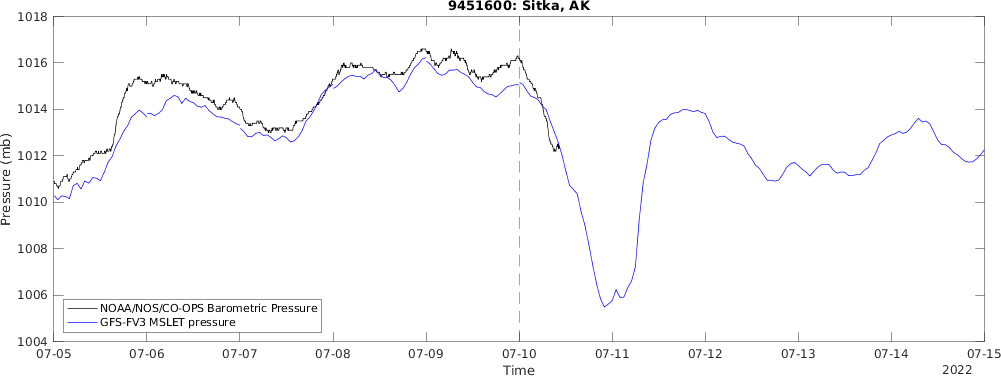 9451600: Sitka, AK
1018
1016
1014
1012
1010
1008
1006
1004
Pressure (mb)
NOAA/NOS/CO-OPS Barometric Pressure
GFS-FV3 MSLET pressure
07-05 07-06 07-07 07-08 07-09 07-10 07-11 07-12 07-13 07-14 07-15
Time
2022